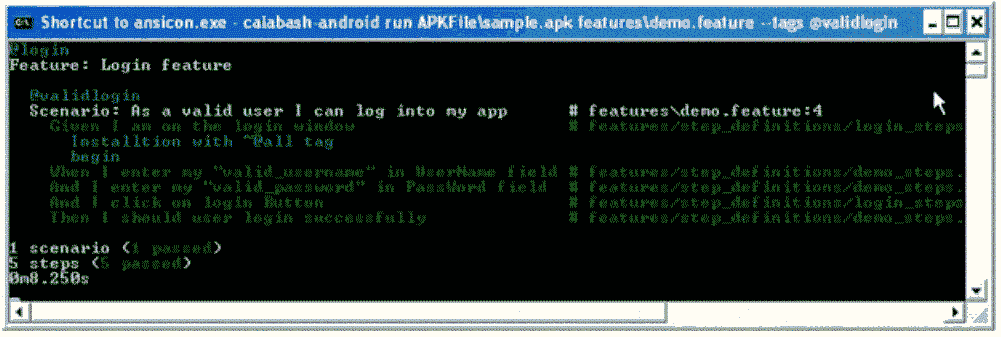 Shortcut to ansicon.exe - calabash-android run APKFile\sample.apk features\demo.feature --tags @validlogin
@login
Feature: Login feature
@validlogin
Scenario: As a valid user I can log into my app # features\demo.feature:4
Given I am on the login window # features/step_definitions/login_steps
Installtion with ~@all tag
begin
When I enter my "valid_username" in UserName field # features/step_definitions/demo_steps.
And I enter my "valid_password" in PassWord field # features/step_definitions/demo_steps.
And I click on login Button # features/step_definitions/login_steps
Then I should user login successfully # features/step_definitions/demo_steps.
1 scenario (1 passed)
5 steps (5 passed)
0m8.250s